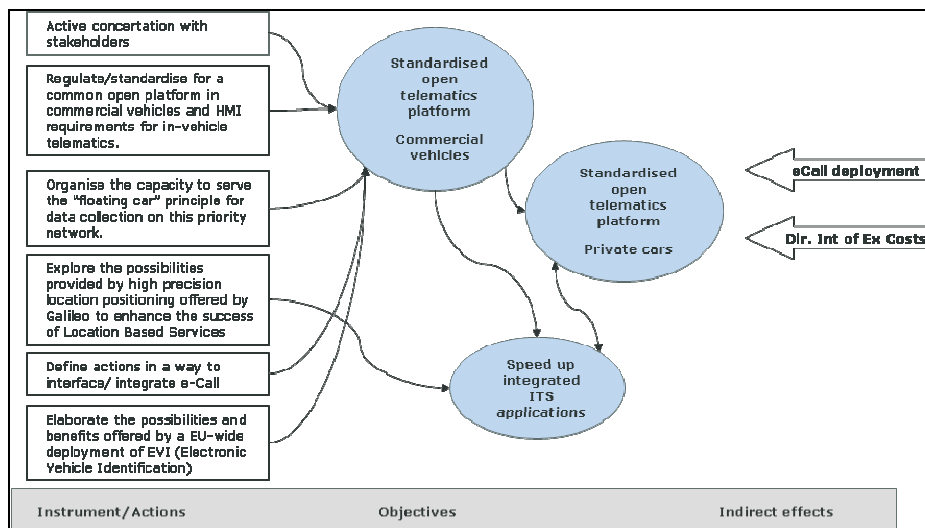 Active concertation with
stakeholders
Regulate/standardise for a
common open platform in
commercial vehicles and HMI
requirements for in-vehicle
telematics.
Organise the capacity to serve
the "floating car" principle for
data collection on this priority
network.
Explore the possibilities
provided by high precision
location positioning offered by
Galileo to enhance the success
of Location Based Services
Define actions in a way to
interface/ integrate e-Call
Elaborate the possibilities and
benefits offered by a EU-wide
deployment of EVI (Electronic
Vehicle Identification)
Standardised
open
telematics
platform
Commercial
vehicles
Standardised
open
telematics
platform
Private cars
Speed up
integrated
ITS
applications
eCall deployment
Dir. Int of Ex Costs
Instrument/Actions
Objectives
Indirect effects